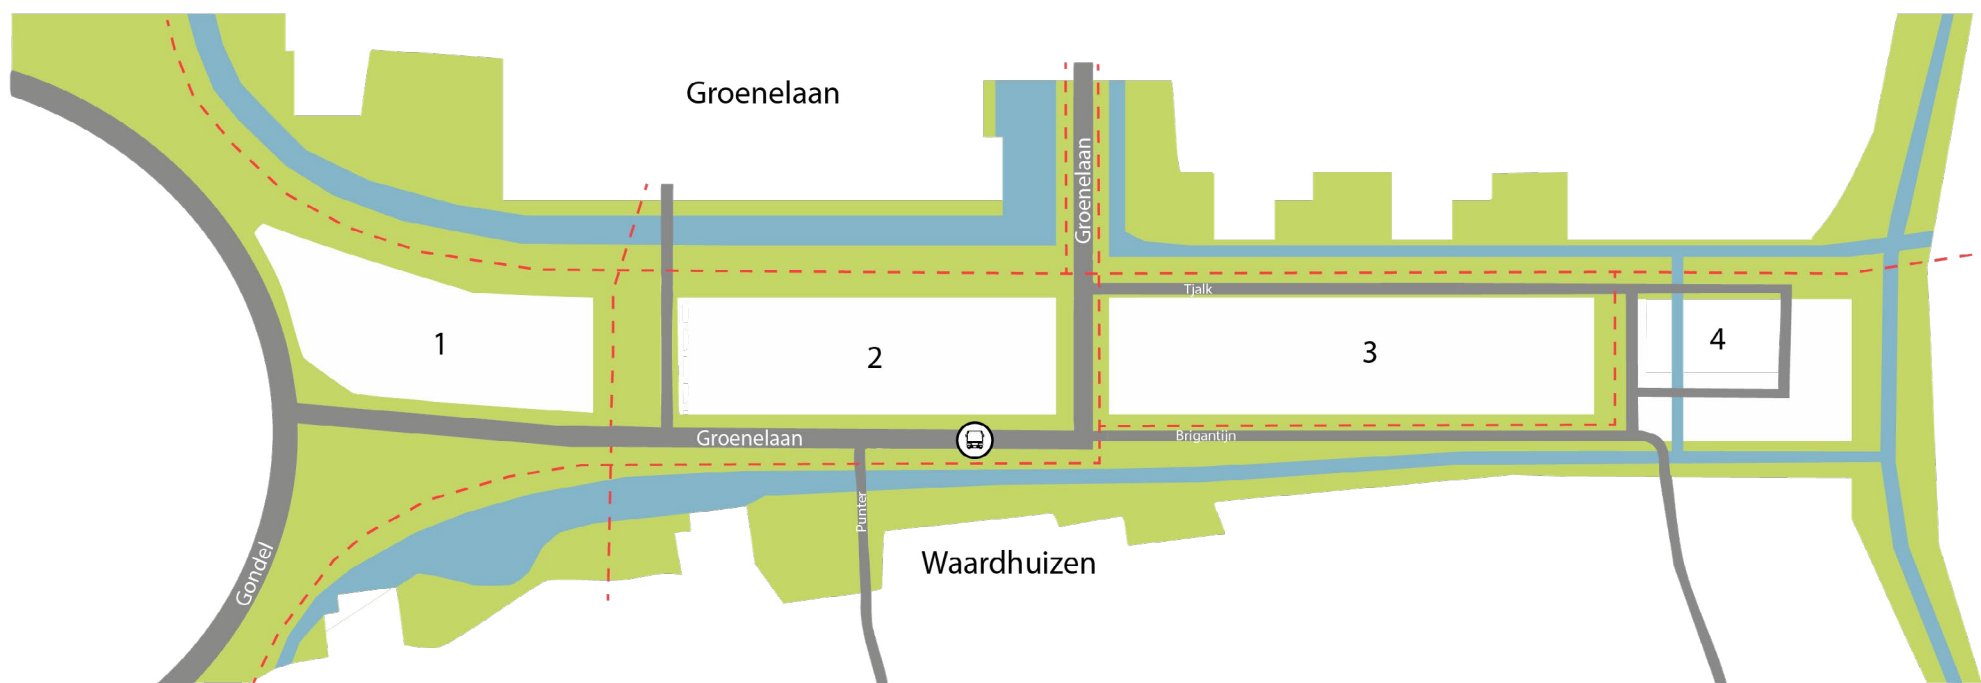 Groenelaan
Groenelaan
Tjalk
1
2
3
4
Groenelaan
Brigantijn
Punter
Waardhuizen
Gondel